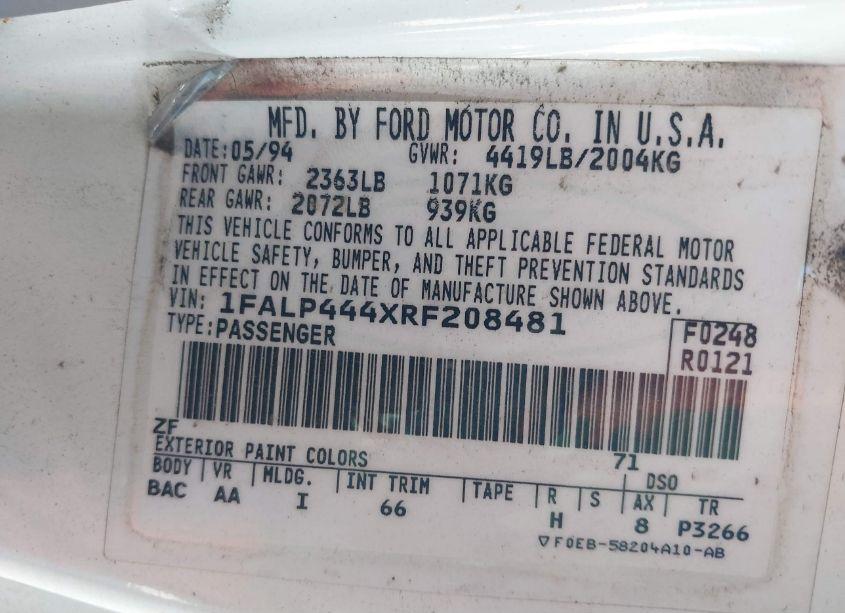 MFD. BY FORD MOTOR CO. IN U.S.A.
DATE: 05/94 GVWR: 4419LB/2004KG
FRONT GAWR: 2363LB 1071KG
REAR GAWR: 2072LB 939KG
THIS VEHICLE CONFORMS TO ALL APPLICABLE FEDERAL MOTOR
VEHICLE SAFETY, BUMPER, AND THEFT PREVENTION STANDARDS
IN EFFECT ON THE DATE OF MANUFACTURE SHOWN ABOVE.
VIN: 1FALP444XRF208481
TYPE: PASSENGER
F0248
R0121
ZF 71
EXTERIOR PAINT COLORS DSO
BODY VR MLDG. INT TRIM TAPE R S AX TR
BAC AA I 66 H 8 P3266
▽F0EB-58204A10-AB